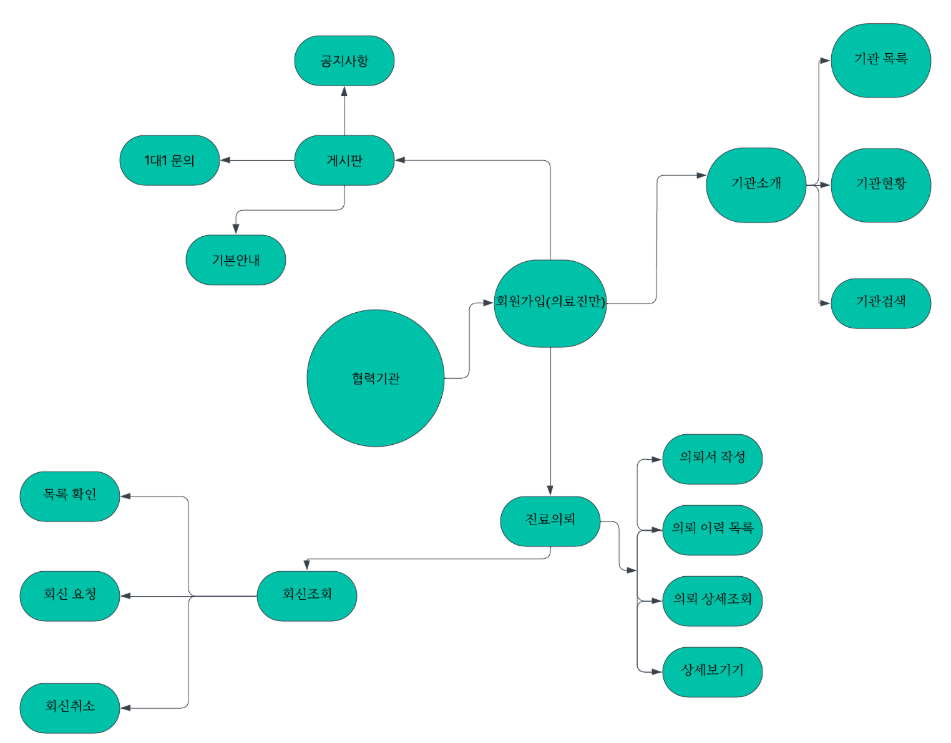 공지사항
기관 목록
1대1 문의
게시판
기관소개
기관현황
기본안내
회원가입(의료진만)
기관검색
협력기관
의뢰서 작성
목록 확인
진료의뢰
의뢰 이력 목록
회신 요청
회신조회
의뢰 상세조회
상세보기기
회신취소